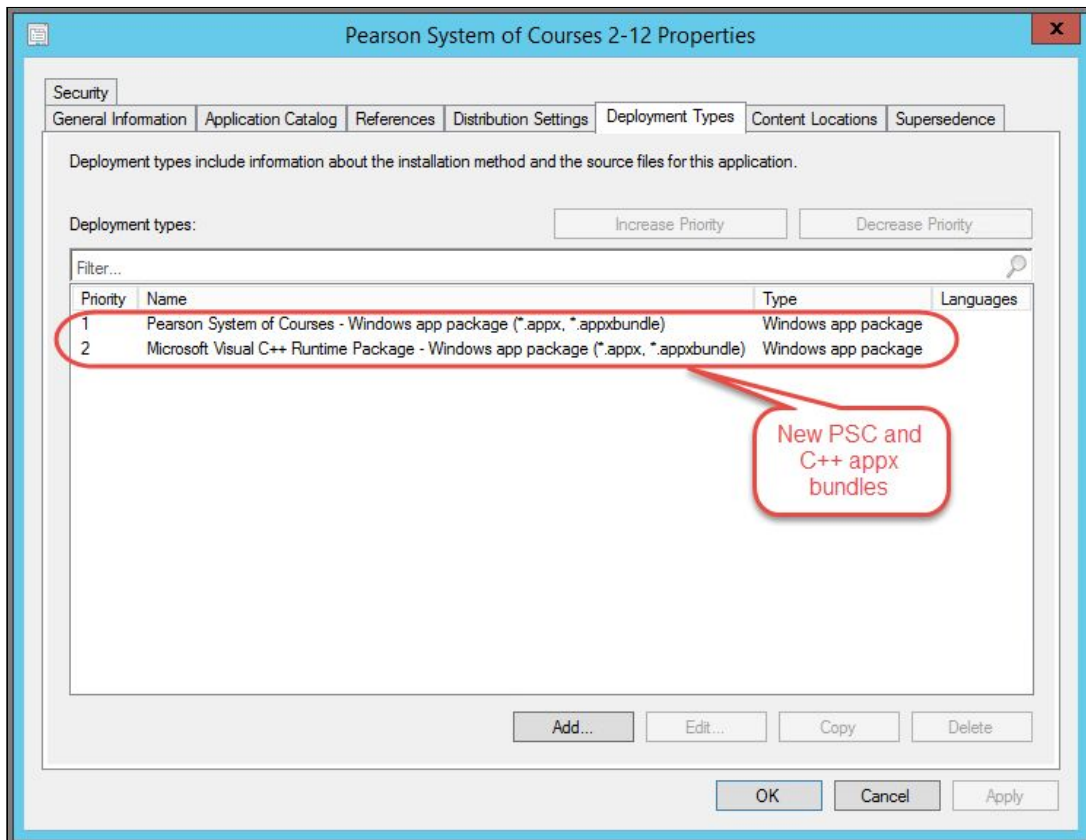 Pearson System of Courses 2-12 Properties
x
Security
General Information Application Catalog References Distribution Settings Deployment Types Content Locations Supersedence
Deployment types include information about the installation method and the source files for this application.
Deployment types: Increase Priority Decrease Priority
Filter...
Priority Name Type Languages
1 Pearson System of Courses - Windows app package (*.appx, *.appxbundle) Windows app package
2 Microsoft Visual C++ Runtime Package - Windows app package (*.appx, *.appxbundle) Windows app package
New PSC and
C++ appx
bundles
Add... Edit... Copy Delete
OK Cancel Apply